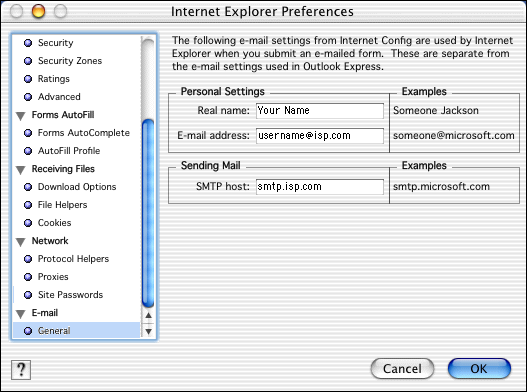 Internet Explorer Preferences
Security
Security Zones
Ratings
Advanced
Forms AutoFill
Forms AutoComplete
AutoFill Profile
Receiving Files
Download Options
File Helpers
Cookies
Network
Protocol Helpers
Proxies
Site Passwords
E-mail
General
The following e-mail settings from Internet Config are used by Internet
Explorer when you submit an e-mailed form. These are separate from
the e-mail settings used in Outlook Express.
Personal Settings Examples
Real name: Your Name Someone Jackson
E-mail address: username@isp.com someone@microsoft.com
Sending Mail Examples
SMTP host: smtp.isp.com smtp.microsoft.com
?
Cancel OK